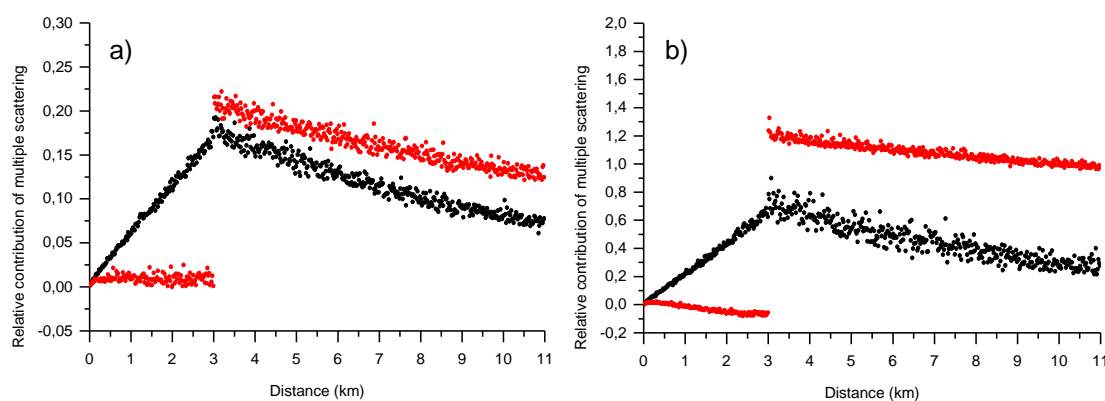 a)
Relative contribution of multiple scattering
0,30
0,25
0,20
0,15
0,10
0,05
0,00
-0,05
0 1 2 3 4 5 6 7 8 9 10 11
Distance (km)
b)
Relative contribution of multiple scattering
2,0
1,8
1,6
1,4
1,2
1,0
0,8
0,6
0,4
0,2
0,0
-0,2
0 1 2 3 4 5 6 7 8 9 10 11
Distance (km)